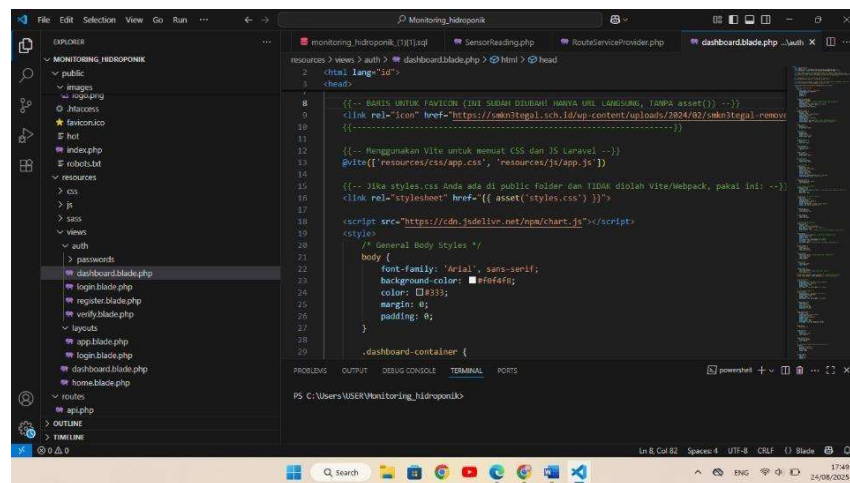 File Edit Selection View Go Run ... Monitoring_hidroponik
EXPLORER
MONITORING_HIDROPONIK
public
images
logo.png
.htaccess
favicon.ico
hot
index.php
robots.txt
resources
css
js
sass
views
auth
passwords
dashboard.blade.php
login.blade.php
register.blade.php
verify.blade.php
layouts
app.blade.php
login.blade.php
dashboard.blade.php
home.blade.php
routes
api.php
OUTLINE
TIMELINE
monitoring_hidroponik_(1)[1].sql SensorReading.php RouteServiceProvider.php dashboard.blade.php ...\auth
resources > views > auth > dashboard.blade.php > html > head
2 <html lang="id">
3 <head>
8 {{-- BARIS UNTUK FAVICON (INI SUDAH DIUBAH! HANYA URL LANGSUNG, TANPA asset()) --}}
9 <link rel="icon" href="https://smkn3tegal.sch.id/wp-content/uploads/2024/02/smkn3tegal-remove
10 {{--------------------------------------------------------------------)}
11
12 {{-- Menggunakan Vite untuk memuat CSS dan JS Laravel --}}
13 @vite(['resources/css/app.css', 'resources/js/app.js'])
14
15 {{-- Jika styles.css Anda ada di public folder dan TIDAK diolah Vite/Webpack, pakai ini: --}}
16 <link rel="stylesheet" href="{{ asset('styles.css') }}">
17
18 <script src="https://cdn.jsdelivr.net/npm/chart.js"></script>
19 <style>
20 /* General Body Styles */
21 body {
22 font-family: 'Arial', sans-serif;
23 background-color: #f0f4f8;
24 color: #333;
25 margin: 0;
26 padding: 0;
27 }
28
29 .dashboard-container {
PROBLEMS OUTPUT DEBUG CONSOLE TERMINAL PORTS powershell
PS C:\Users\USER\Monitoring_hidroponik>
0 0 Ln 8, Col 82 Spaces: 4 UTF-8 CRLF {} Blade
Search ENG 17:49
24/08/2025